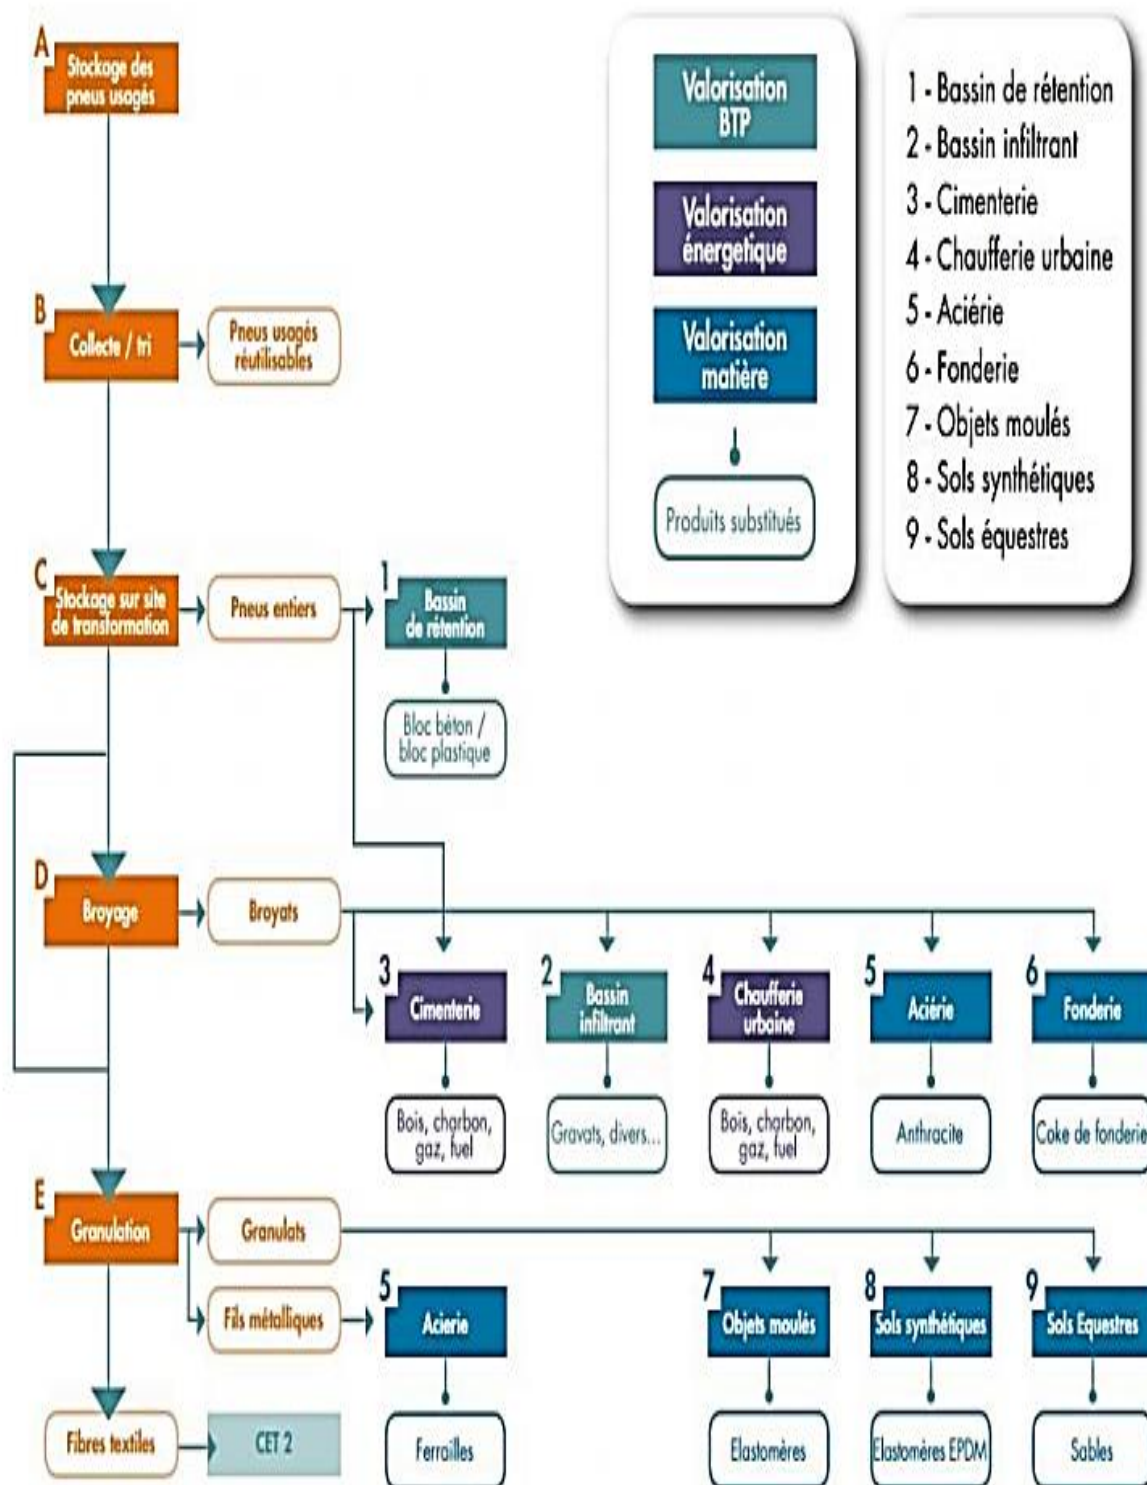 A
Stockage des
pneus usagés
Valorisation
BTP
Valorisation
énergetique
Valorisation
matière
Produits substitués
1 - Bassin de rétention
2 - Bassin infiltrant
3 - Cimenterie
4 - Chaufferie urbaine
5 - Aciérie
6 - Fonderie
7 - Objets moulés
8 - Sols synthétiques
9 - Sols équestres
B
Collecte / tri
Pneus usagés
réutilisables
C
Stockage sur site
de transformation
Pneus entiers
1
Bassin
de rétention
Bloc béton /
bloc plastique
D
Broyage
Broyats
3
Cimenterie
2
Bassin
infiltrant
4
Chaufferie
urbaine
5
Aciérie
6
Fonderie
Bois, charbon,
gaz, fuel
Gravats, divers...
Bois, charbon,
gaz, fuel
Anthracite
Coke de fonderie
E
Granulation
Granulats
Fils métalliques
5
Acierie
7
Objets moulés
8
Sols synthétiques
9
Sols Equestres
Fibres textiles
CET 2
Ferrailles
Elastomères
Elastomères EPDM
Sables